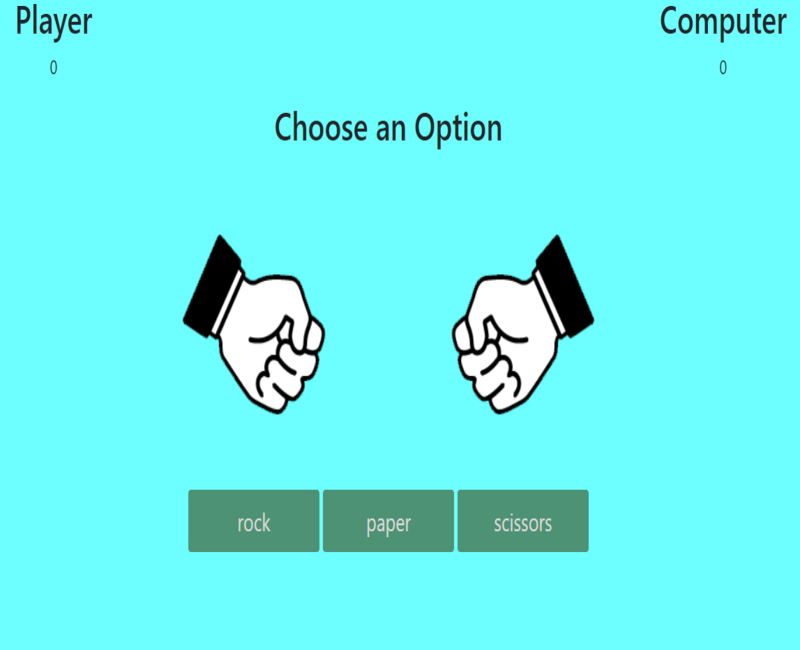 Player
Computer
0
0
Choose an Option
rock
paper
scissors